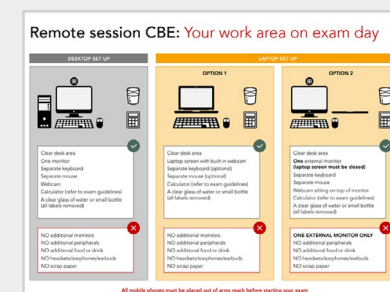 Remote session CBE: Your work area on exam day
DESKTOP SET UP
LAPTOP SET UP
OPTION 1
OPTION 2
Clear desk area
One monitor
Separate keyboard
Separate mouse
Webcam
Calculator (refer to exam guidelines)
A clear glass of water or small bottle
(all labels removed)
NO additional monitors
NO additional peripherals
NO additional food or drink
NO headsets/earphones/earbuds
NO scrap paper
Clear desk area
Laptop screen with built in webcam
Separate keyboard (optional)
Separate mouse (optional)
Calculator (refer to exam guidelines)
A clear glass of water or small bottle
(all labels removed)
NO additional monitors
NO additional peripherals
NO additional food or drink
NO headsets/earphones/earbuds
NO scrap paper
Clear desk area
One external monitor
(laptop screen must be closed)
Separate keyboard
Separate mouse
Webcam sitting on top of monitor
Calculator (refer to exam guidelines)
A clear glass of water or small bottle
(all labels removed)
ONE EXTERNAL MONITOR ONLY
NO additional peripherals
NO additional food or drink
NO headsets/earphones/earbuds
NO scrap paper
All mobile phones must be placed out of arms reach before starting your exam